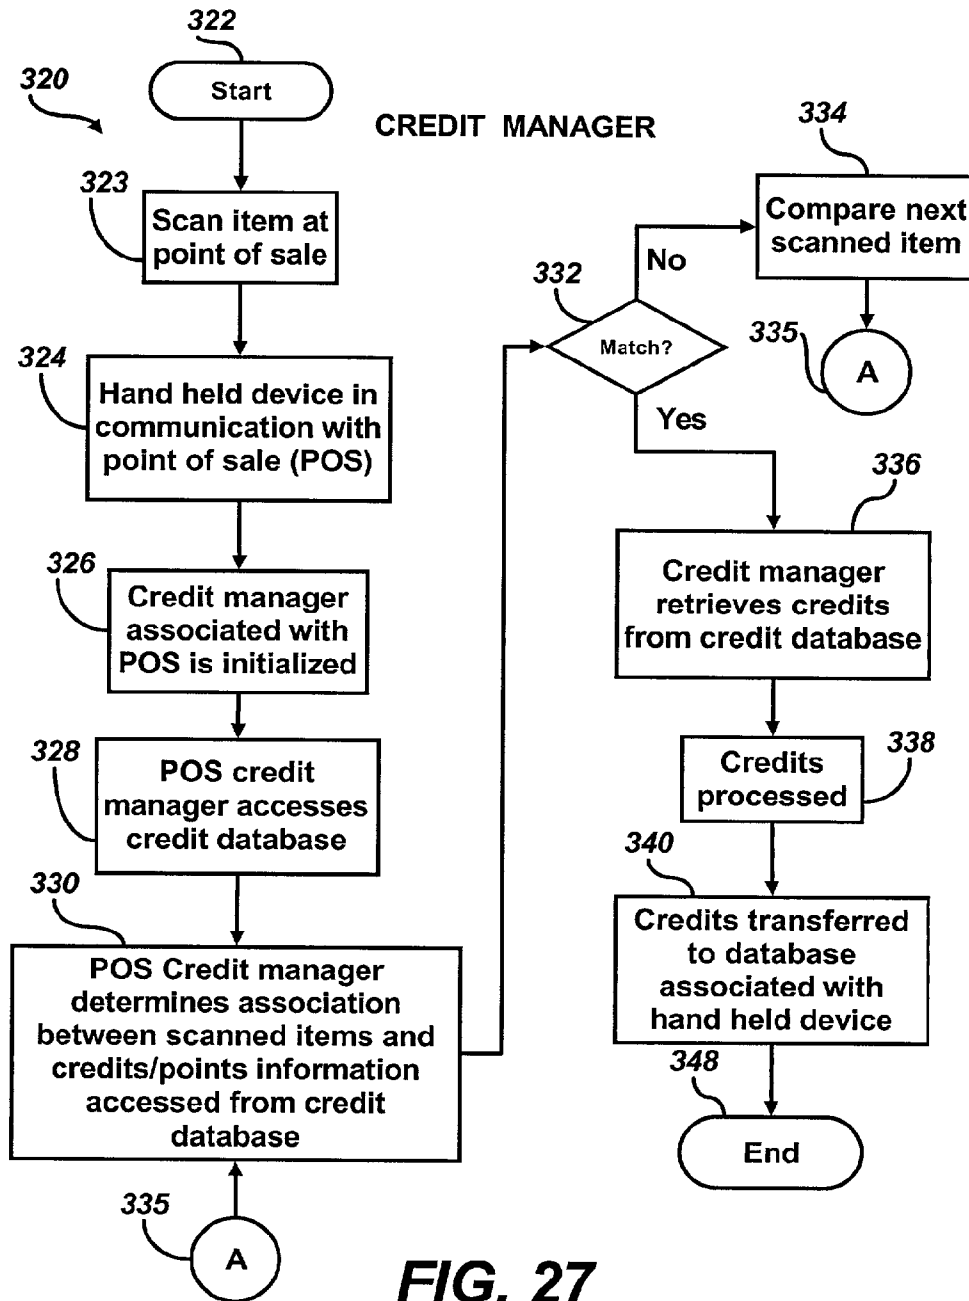 322
Start
320
CREDIT MANAGER
323
Scan item at
point of sale
324
Hand held device in
communication with
point of sale (POS)
326
Credit manager
associated with
POS is initialized
328
POS credit
manager accesses
credit database
330
POS Credit manager
determines association
between scanned items and
credits/points information
accessed from credit
database
335
A
332
Match?
No
Yes
334
Compare next
scanned item
335
A
336
Credit manager
retrieves credits
from credit database
338
Credits
processed
340
Credits transferred
to database
associated with
hand held device
348
End
FIG. 27